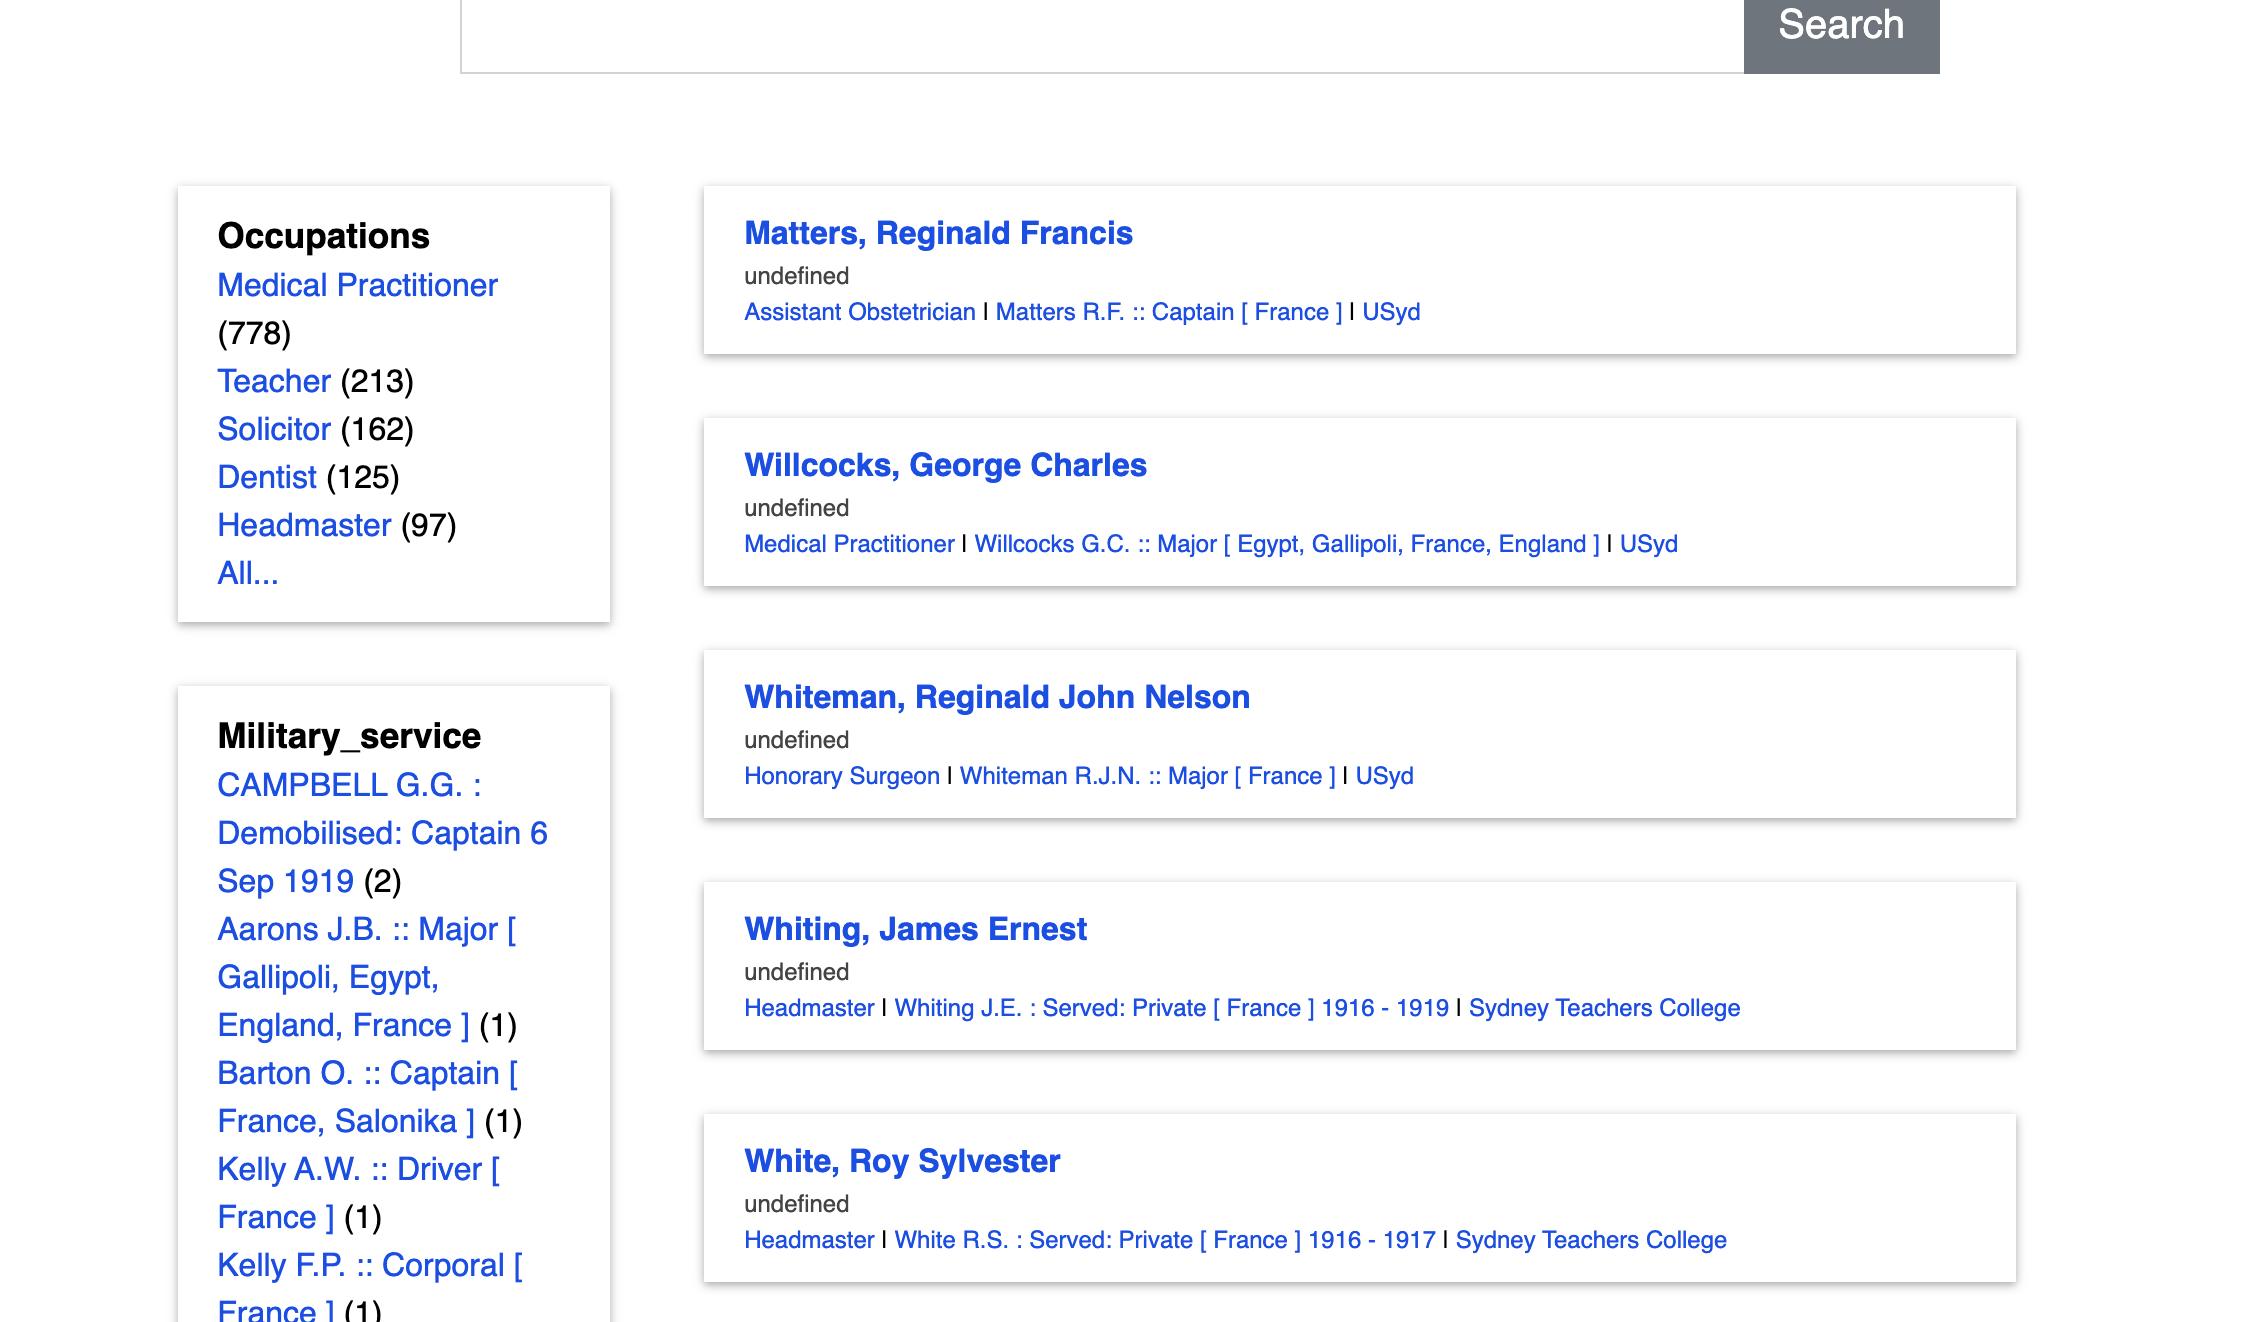 Search
Occupations
Medical Practitioner
(778)
Teacher (213)
Solicitor (162)
Dentist (125)
Headmaster (97)
All...
Military_service
CAMPBELL G.G. :
Demobilised: Captain 6
Sep 1919 (2)
Aarons J.B. :: Major [
Gallipoli, Egypt,
England, France ] (1)
Barton O. :: Captain [
France, Salonika ] (1)
Kelly A.W. :: Driver [
France ] (1)
Kelly F.P. :: Corporal [
France ] (1)
Matters, Reginald Francis
undefined
Assistant Obstetrician | Matters R.F. :: Captain [ France ] | USyd
Willcocks, George Charles
undefined
Medical Practitioner | Willcocks G.C. :: Major [ Egypt, Gallipoli, France, England ] | USyd
Whiteman, Reginald John Nelson
undefined
Honorary Surgeon | Whiteman R.J.N. :: Major [ France ] | USyd
Whiting, James Ernest
undefined
Headmaster | Whiting J.E. : Served: Private [ France ] 1916 - 1919 | Sydney Teachers College
White, Roy Sylvester
undefined
Headmaster | White R.S. : Served: Private [ France ] 1916 - 1917 | Sydney Teachers College